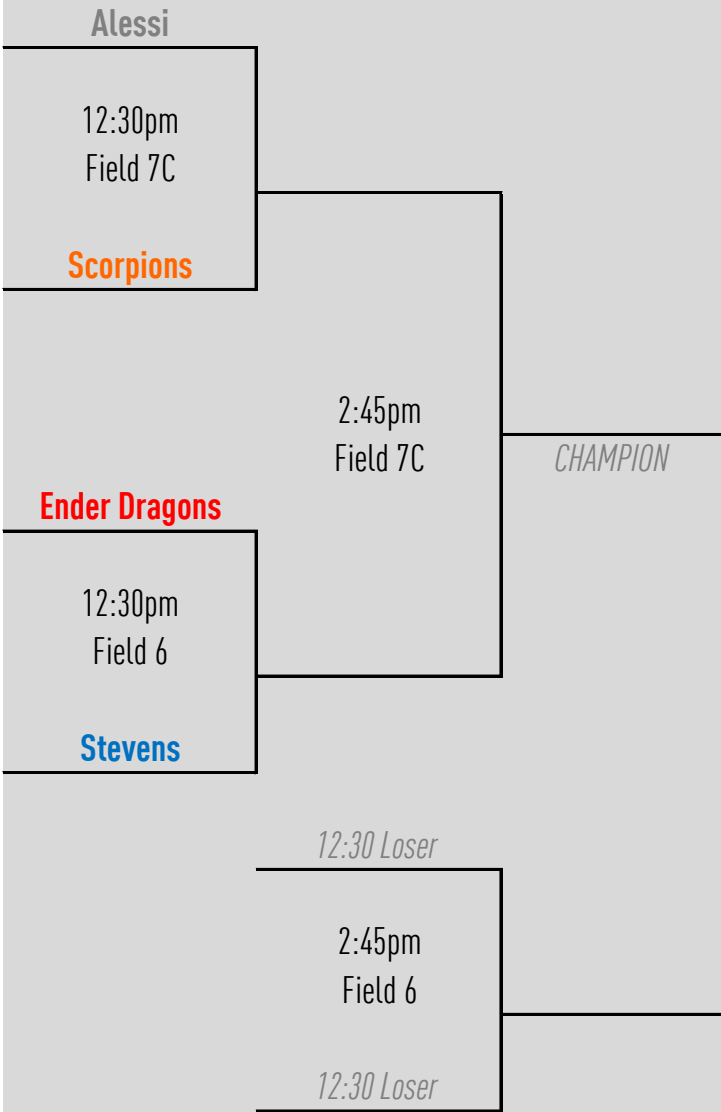 Alessi
12:30pm
Field 7C
Scorpions
2:45pm
Field 7C
CHAMPION
Ender Dragons
12:30pm
Field 6
Stevens
12:30 Loser
2:45pm
Field 6
12:30 Loser